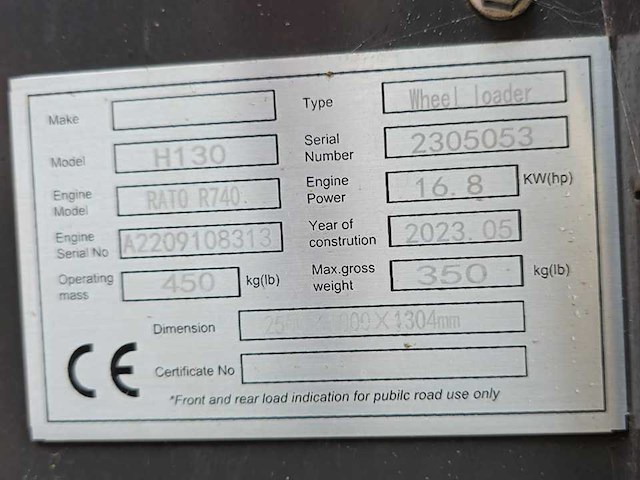 Make
Type Wheel loader
Model H130
Serial Number 2305053
Engine Model RATO R740.
Engine Power 16.8 KW(hp)
Engine Serial No A2209108313
Year of constrution 2023.05
Operating mass 450 kg(lb)
Max.gross weight 350 kg(lb)
Dimension X1304mm
CE Certificate No
*Front and rear load indication for pubilc road use only